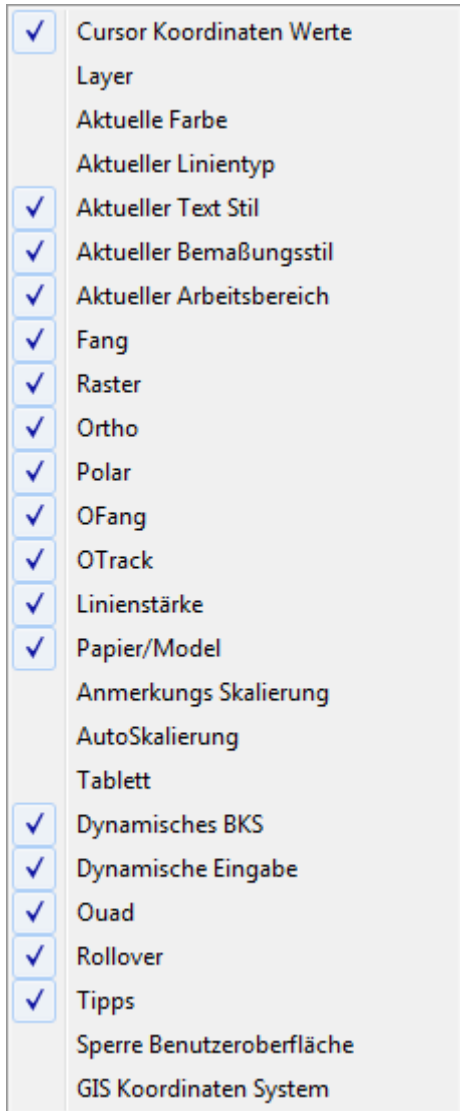 Cursor Koordinaten Werte
Layer
Aktuelle Farbe
Aktueller Linientyp
Aktueller Text Stil
Aktueller Bemaßungsstil
Aktueller Arbeitsbereich
Fang
Raster
Ortho
Polar
OFang
OTrack
Linienstärke
Papier/Model
Anmerkungs Skalierung
AutoSkalierung
Tablett
Dynamisches BKS
Dynamische Eingabe
Quad
Rollover
Tipps
Sperre Benutzeroberfläche
GIS Koordinaten System